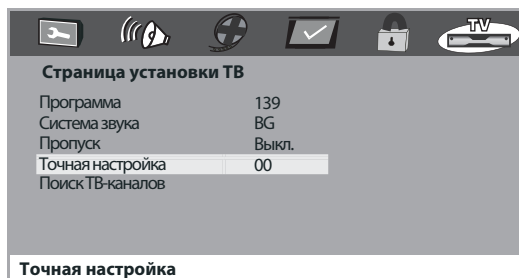 TV
Страница установки ТВ
Программа 139
Система звука BG
Пропуск Выкл.
Точная настройка 00
Поиск ТВ-каналов
Точная настройка